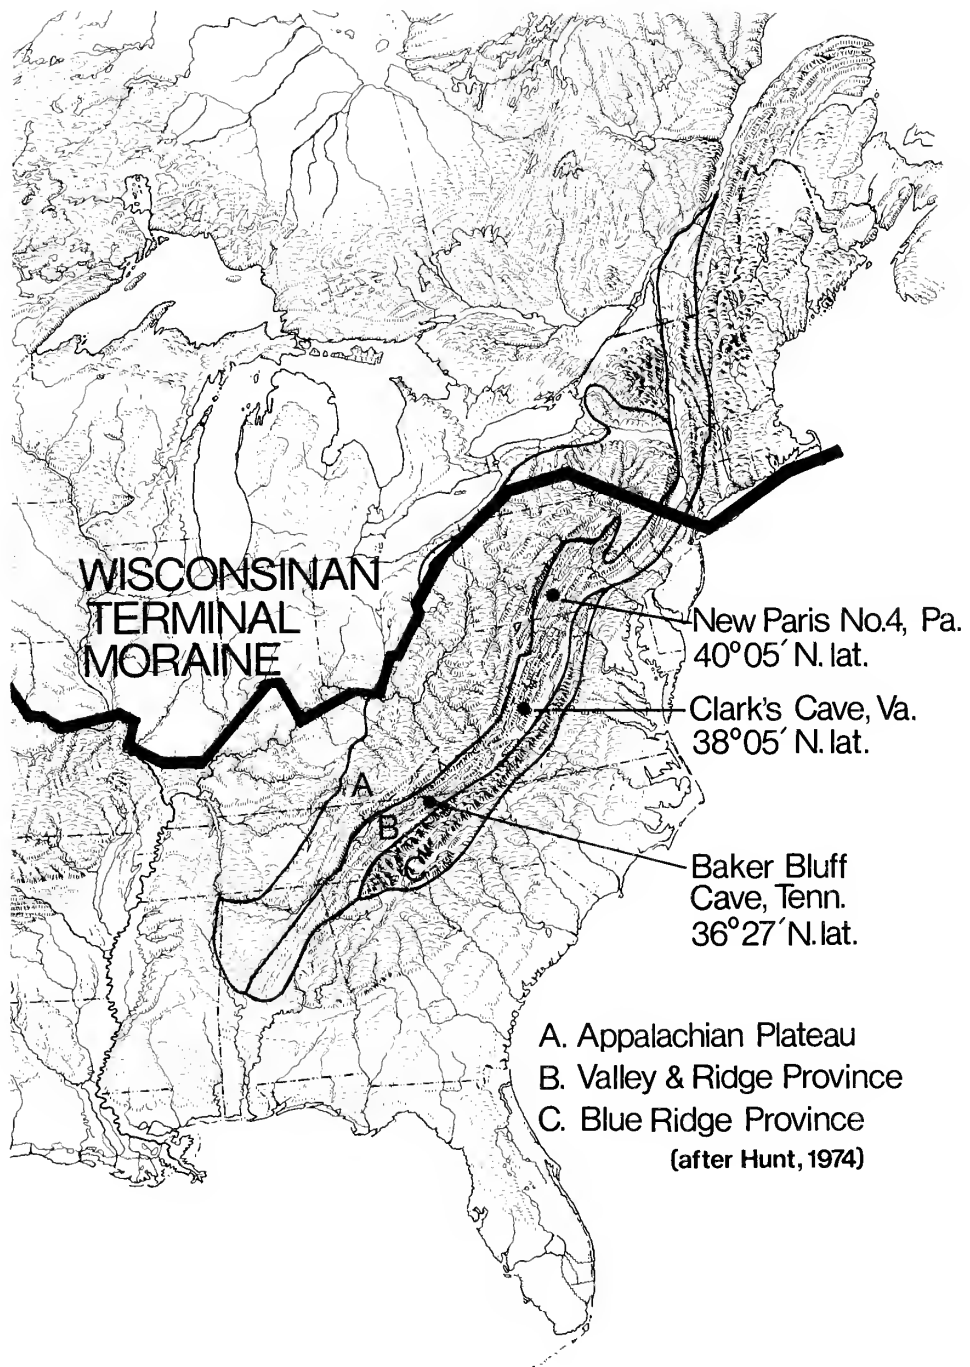 WISCONSINAN
TERMINAL
MORAINE
New Paris No.4, Pa.
40°05′ N. lat.
Clark's Cave, Va.
38°05′ N. lat.
A
B
C
Baker Bluff
Cave, Tenn.
36°27′ N. lat.
A. Appalachian Plateau
B. Valley & Ridge Province
C. Blue Ridge Province
(after Hunt, 1974)